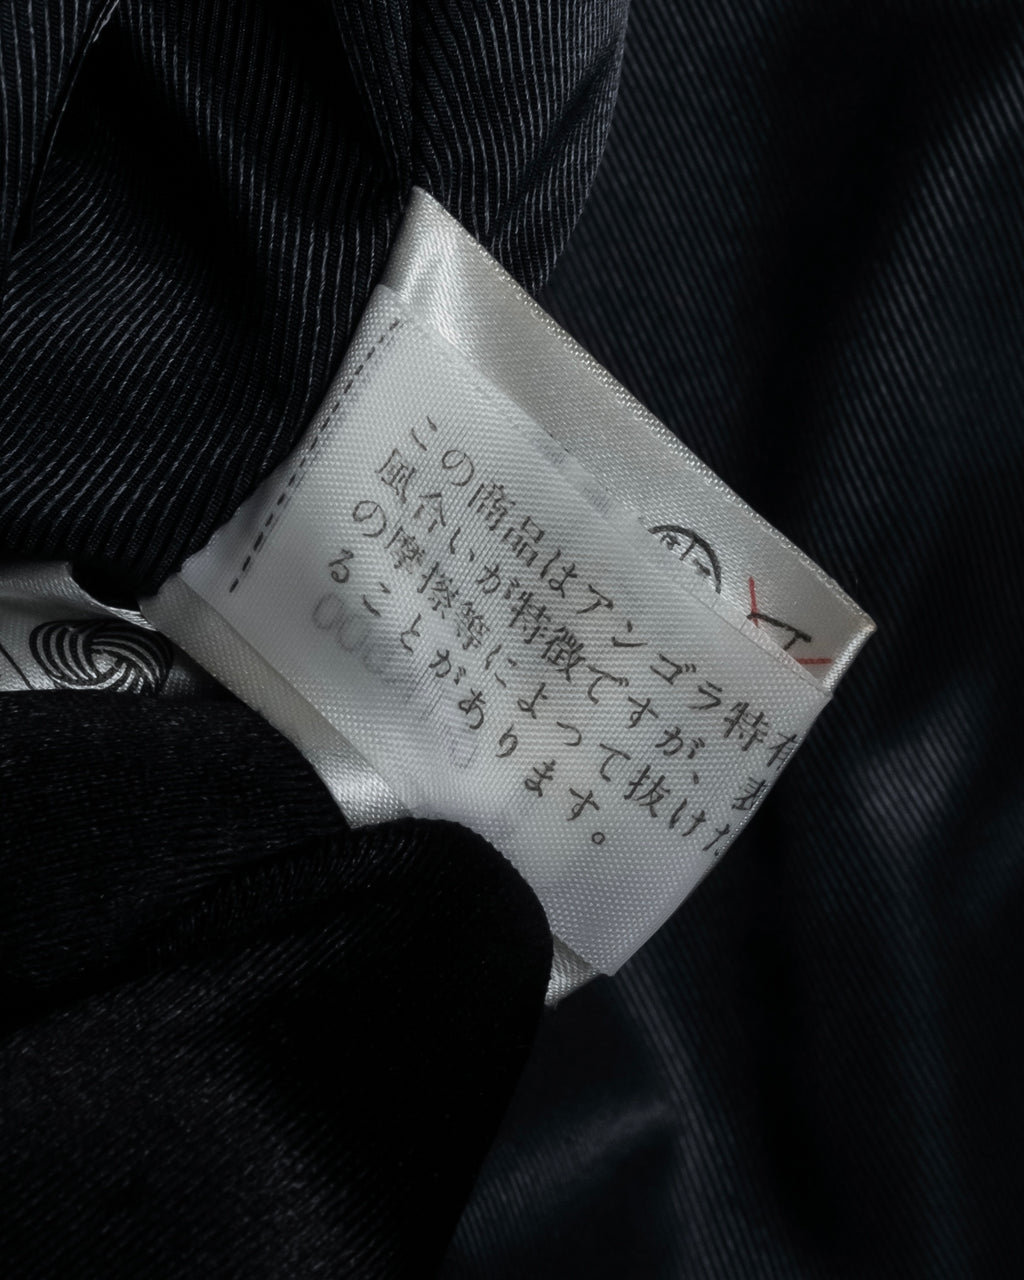 この商品はアンゴラ特有
風合いが特徴ですが、表
の摩擦等によって抜けた
ることがあります。